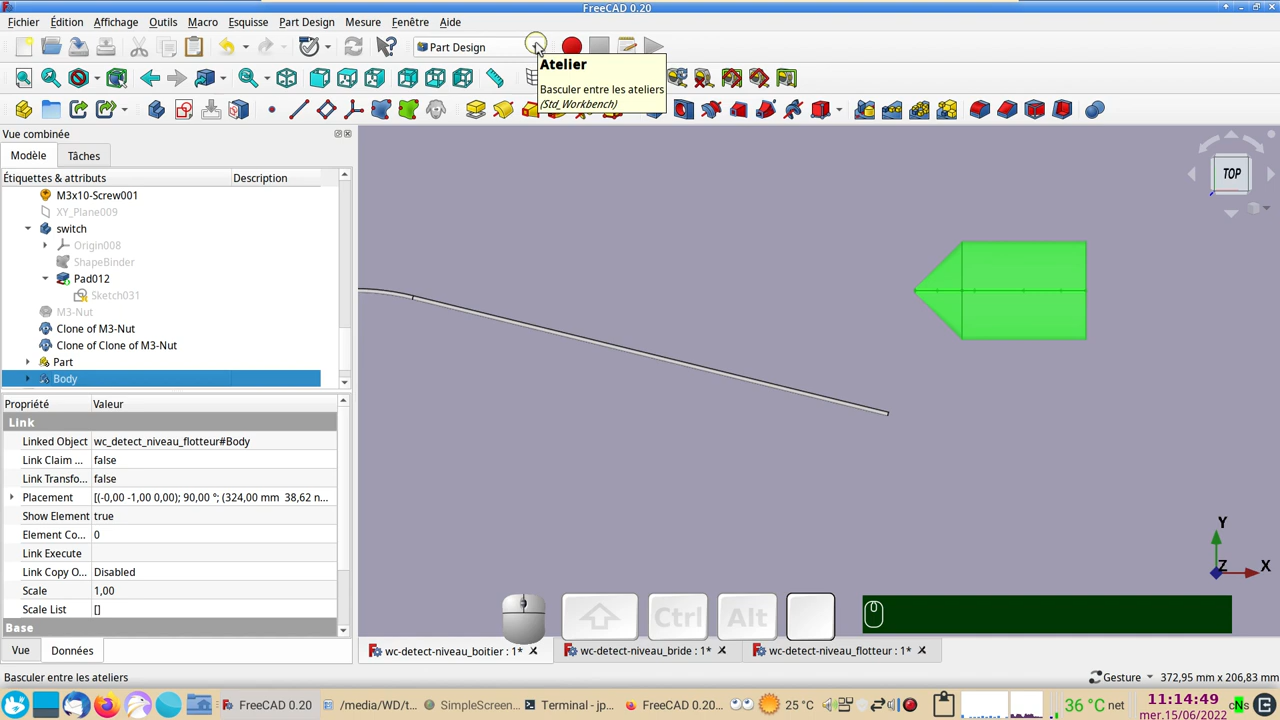 FreeCAD 0.20
Fichier Édition Affichage Outils Macro Esquisse Part Design Mesure Fenêtre Aide
Part Design
Atelier
Basculer entre les ateliers
(Std_Workbench)
Vue combinée
Modèle Tâches
Étiquettes & attributs Description
M3x10-Screw001
XY_Plane009
switch
Origin008
ShapeBinder
Pad012
Sketch031
M3-Nut
Clone of M3-Nut
Clone of Clone of M3-Nut
Part
Body
TOP
Propriété Valeur
Link
Linked Object wc_detect_niveau_flotteur#Body
Link Claim ... false
Link Transfo... false
Placement [(-0,00 -1,00 0,00); 90,00 °; (324,00 mm 38,62 n...
Show Element true
Element Co... 0
Link Execute
Link Copy O... Disabled
Scale 1,00
Scale List []
Base
Y
Z X
Ctrl Alt
Vue Données
wc-detect-niveau_boitier : 1* wc-detect-niveau_bride : 1* wc-detect-niveau_flotteur : 1*
Basculer entre les ateliers Gesture 372,95 mm x 206,83 mm
FreeCAD 0.20 /media/WD/t... SimpleScreen... Terminal - jp... FreeCAD 0.20... 25 °C 36 °C net 11:14:49
mer.15/06/2022